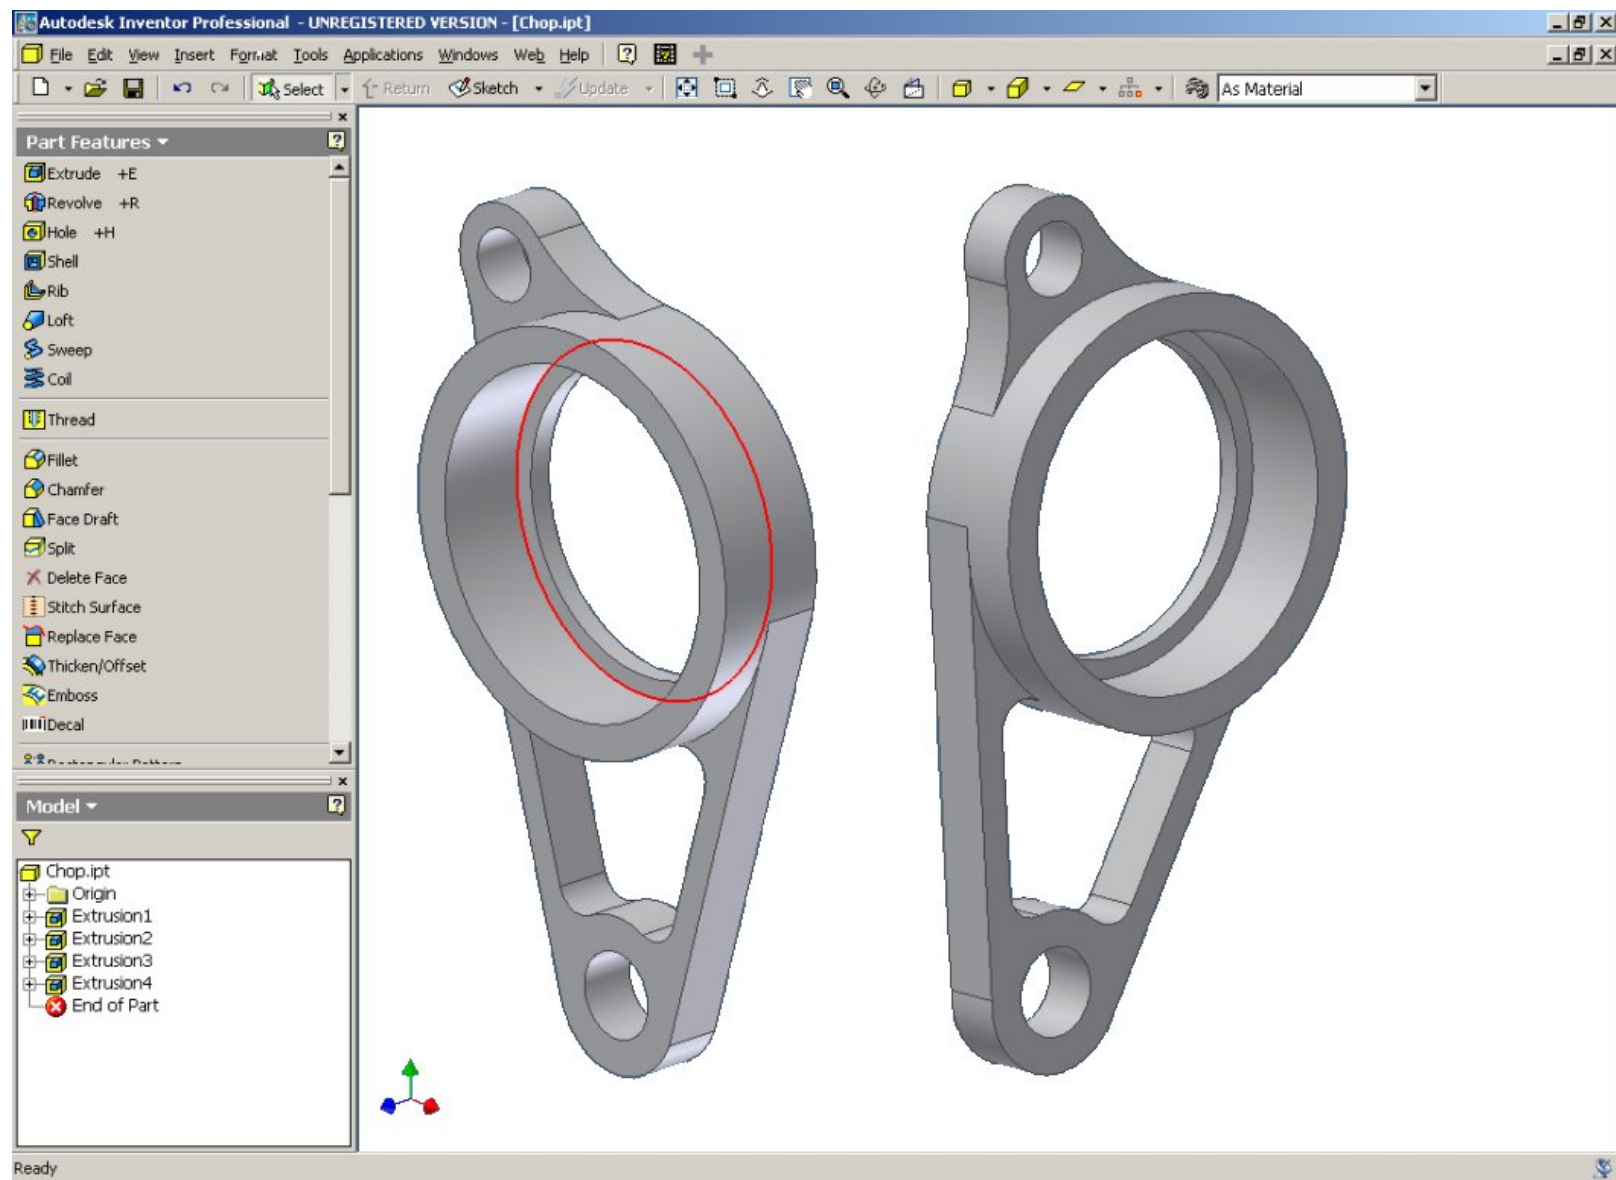 Autodesk Inventor Professional - UNREGISTERED VERSION - [Chop.ipt]
File Edit View Insert Format Tools Applications Windows Web Help
Select Return Sketch Update As Material
Part Features
Extrude +E
Revolve +R
Hole +H
Shell
Rib
Loft
Sweep
Coil
Thread
Fillet
Chamfer
Face Draft
Split
Delete Face
Stitch Surface
Replace Face
Thicken/Offset
Emboss
Decal
Model
Chop.ipt
Origin
Extrusion1
Extrusion2
Extrusion3
Extrusion4
End of Part
Ready